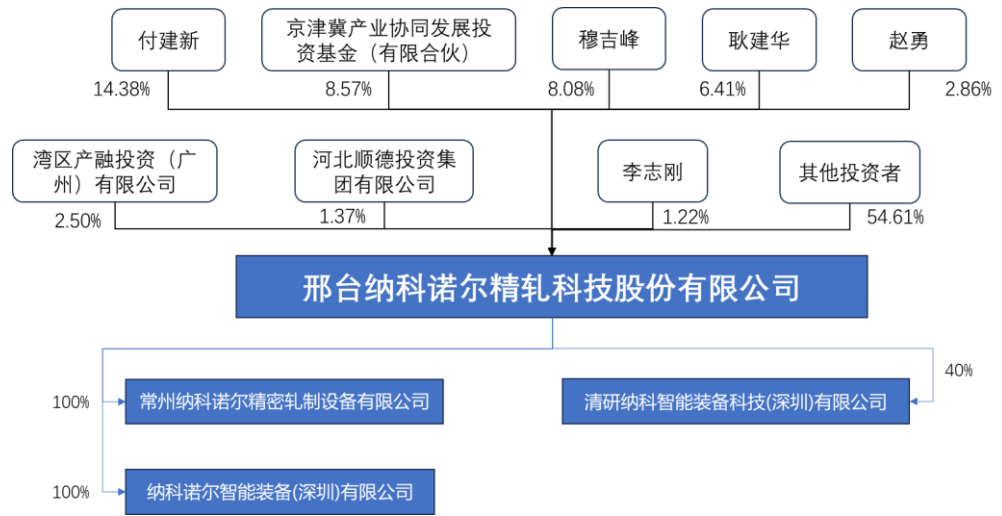 付建新
京津冀产业协同发展投
资基金（有限合伙）
穆吉峰
耿建华
赵勇
14.38%
8.57%
8.08%
6.41%
2.86%
湾区产融投资（广
州）有限公司
河北顺德投资集
团有限公司
李志刚
其他投资者
2.50%
1.37%
1.22%
54.61%
邢台纳科诺尔精轧科技股份有限公司
40%
100%
常州纳科诺尔精密轧制设备有限公司
清研纳科智能装备科技(深圳)有限公司
100%
纳科诺尔智能装备(深圳)有限公司